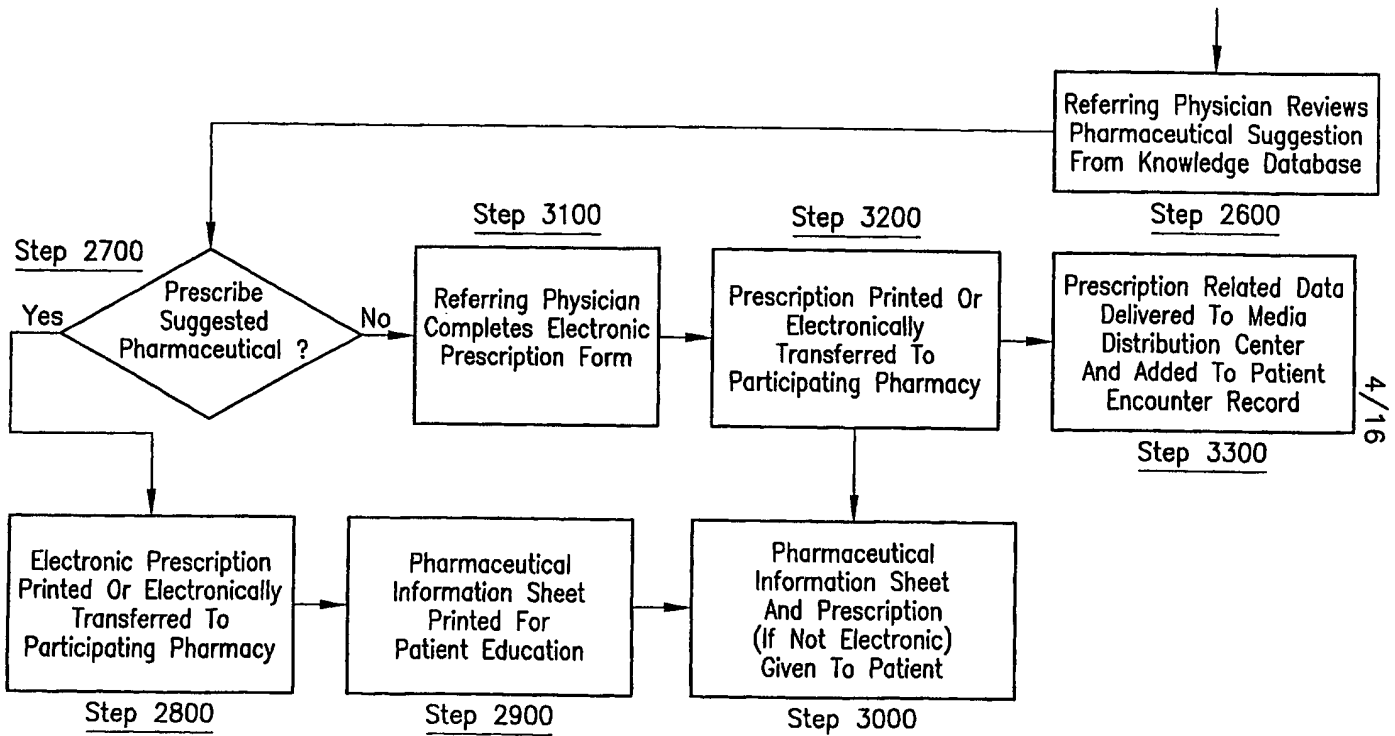 Referring Physician Reviews
Pharmaceutical Suggestion
From Knowledge Database
Step 2600
Step 2700
Prescribe
Suggested
Pharmaceutical ?
Yes
No
Step 3100
Referring Physician
Completes Electronic
Prescription Form
Step 3200
Prescription Printed Or
Electronically
Transferred To
Participating Pharmacy
Prescription Related Data
Delivered To Media
Distribution Center
And Added To Patient
Encounter Record
Step 3300
4/16
Electronic Prescription
Printed Or Electronically
Transferred To
Participating Pharmacy
Step 2800
Pharmaceutical
Information Sheet
Printed For
Patient Education
Step 2900
Pharmaceutical
Information Sheet
And Prescription
(If Not Electronic)
Given To Patient
Step 3000